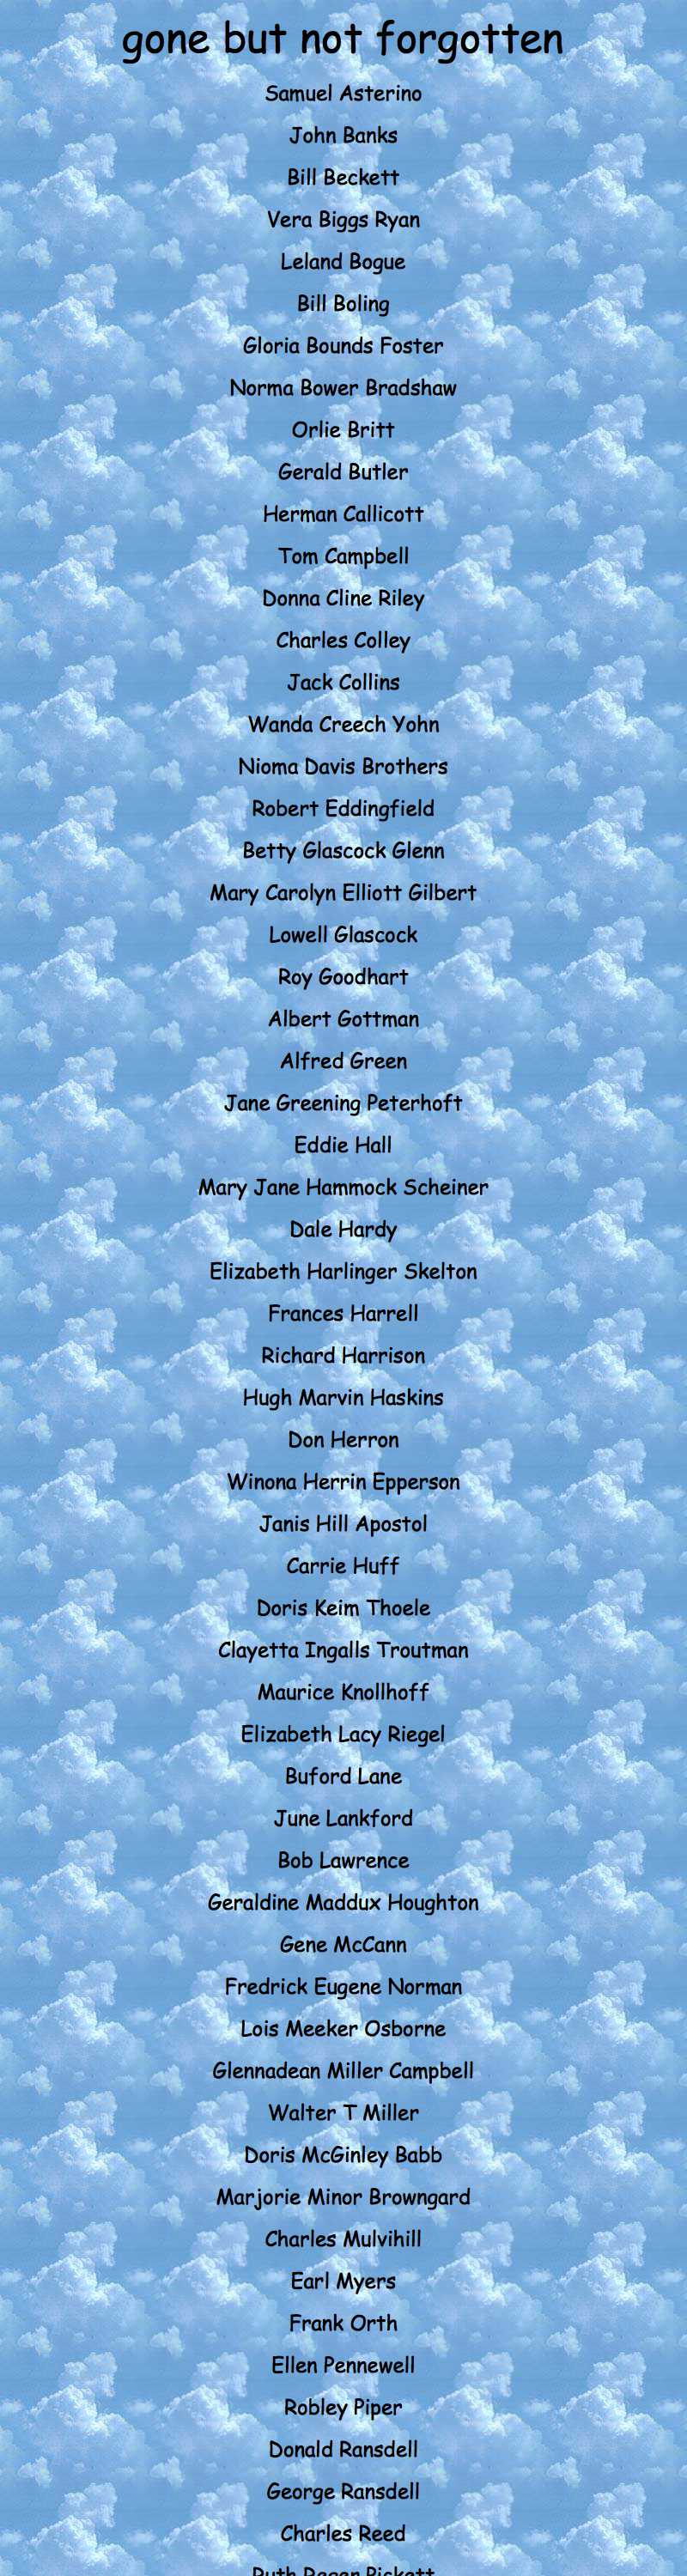 gone but not forgotten
Samuel Asterino
John Banks
Bill Beckett
Vera Biggs Ryan
Leland Bogue
Bill Boling
Gloria Bounds Foster
Norma Bower Bradshaw
Orlie Britt
Gerald Butler
Herman Callicott
Tom Campbell
Donna Cline Riley
Charles Colley
Jack Collins
Wanda Creech Yohn
Nioma Davis Brothers
Robert Eddingfield
Betty Glascock Glenn
Mary Carolyn Elliott Gilbert
Lowell Glascock
Roy Goodhart
Albert Gottman
Alfred Green
Jane Greening Peterhoft
Eddie Hall
Mary Jane Hammock Scheiner
Dale Hardy
Elizabeth Harlinger Skelton
Frances Harrell
Richard Harrison
Hugh Marvin Haskins
Don Herron
Winona Herrin Epperson
Janis Hill Apostol
Carrie Huff
Doris Keim Thoele
Clayetta Ingalls Troutman
Maurice Knollhoff
Elizabeth Lacy Riegel
Buford Lane
June Lankford
Bob Lawrence
Geraldine Maddux Houghton
Gene McCann
Fredrick Eugene Norman
Lois Meeker Osborne
Glennadean Miller Campbell
Walter T Miller
Doris McGinley Babb
Marjorie Minor Browngard
Charles Mulvihill
Earl Myers
Frank Orth
Ellen Pennewell
Robley Piper
Donald Ransdell
George Ransdell
Charles Reed
Ruth